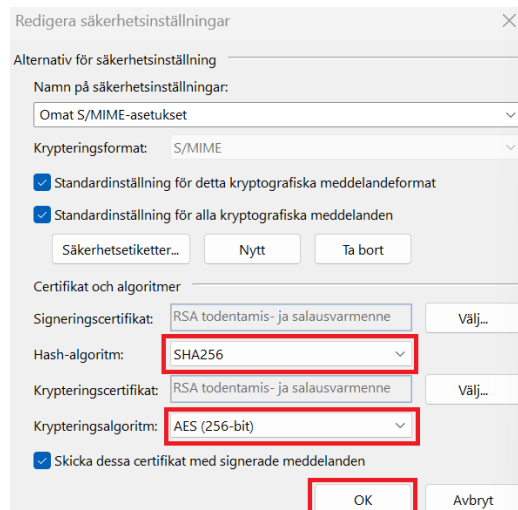 Redigera säkerhetsinställningar
Alternativ för säkerhetsinställning
Namn på säkerhetsinställningar:
Omat S/MIME-asetukset
Krypteringsformat: S/MIME
Standardinställning för detta kryptografiska meddelandeformat
Standardinställning för alla kryptografiska meddelanden
Säkerhetsetiketter... Nytt Ta bort
Certifikat och algoritmer
Signeringscertifikat: RSA todentamis- ja salausvarmenne Välj...
Hash-algoritm: SHA256
Krypteringscertifikat: RSA todentamis- ja salausvarmenne Välj...
Krypteringsalgoritm: AES (256-bit)
Skicka dessa certifikat med signerade meddelanden
OK Avbryt